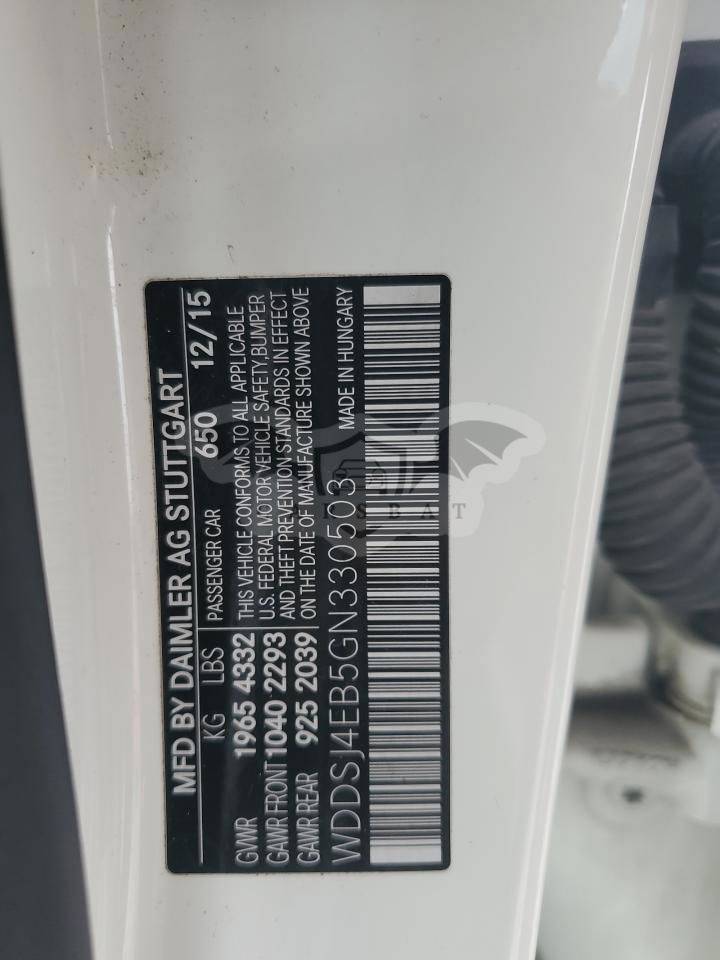 MFD BY DAIMLER AG STUTTGART
KG LBS PASSENGER CAR 650 12/15
GVWR 1965 4332 THIS VEHICLE CONFORMS TO ALL APPLICABLE
U.S. FEDERAL MOTOR VEHICLE SAFETY,BUMPER
GAWR FRONT 1040 2293 AND THEFT PREVENTION STANDARDS IN EFFECT
GAWR REAR 925 2039 ON THE DATE OF MANUFACTURE SHOWN ABOVE
WDDSJ4EB5GN330503 MADE IN HUNGARY